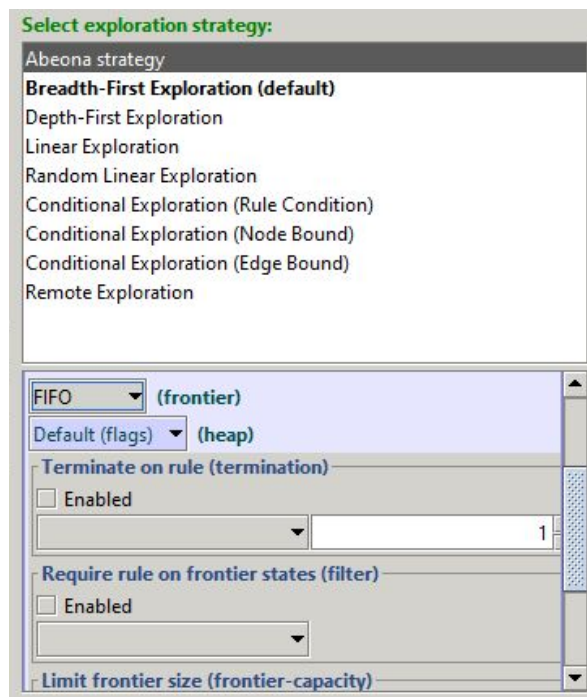 Select exploration strategy:
Abeona strategy
Breadth-First Exploration (default)
Depth-First Exploration
Linear Exploration
Random Linear Exploration
Conditional Exploration (Rule Condition)
Conditional Exploration (Node Bound)
Conditional Exploration (Edge Bound)
Remote Exploration
FIFO (frontier)
Default (flags) (heap)
Terminate on rule (termination)
Enabled
1
Require rule on frontier states (filter)
Enabled
Limit frontier size (frontier-capacity)